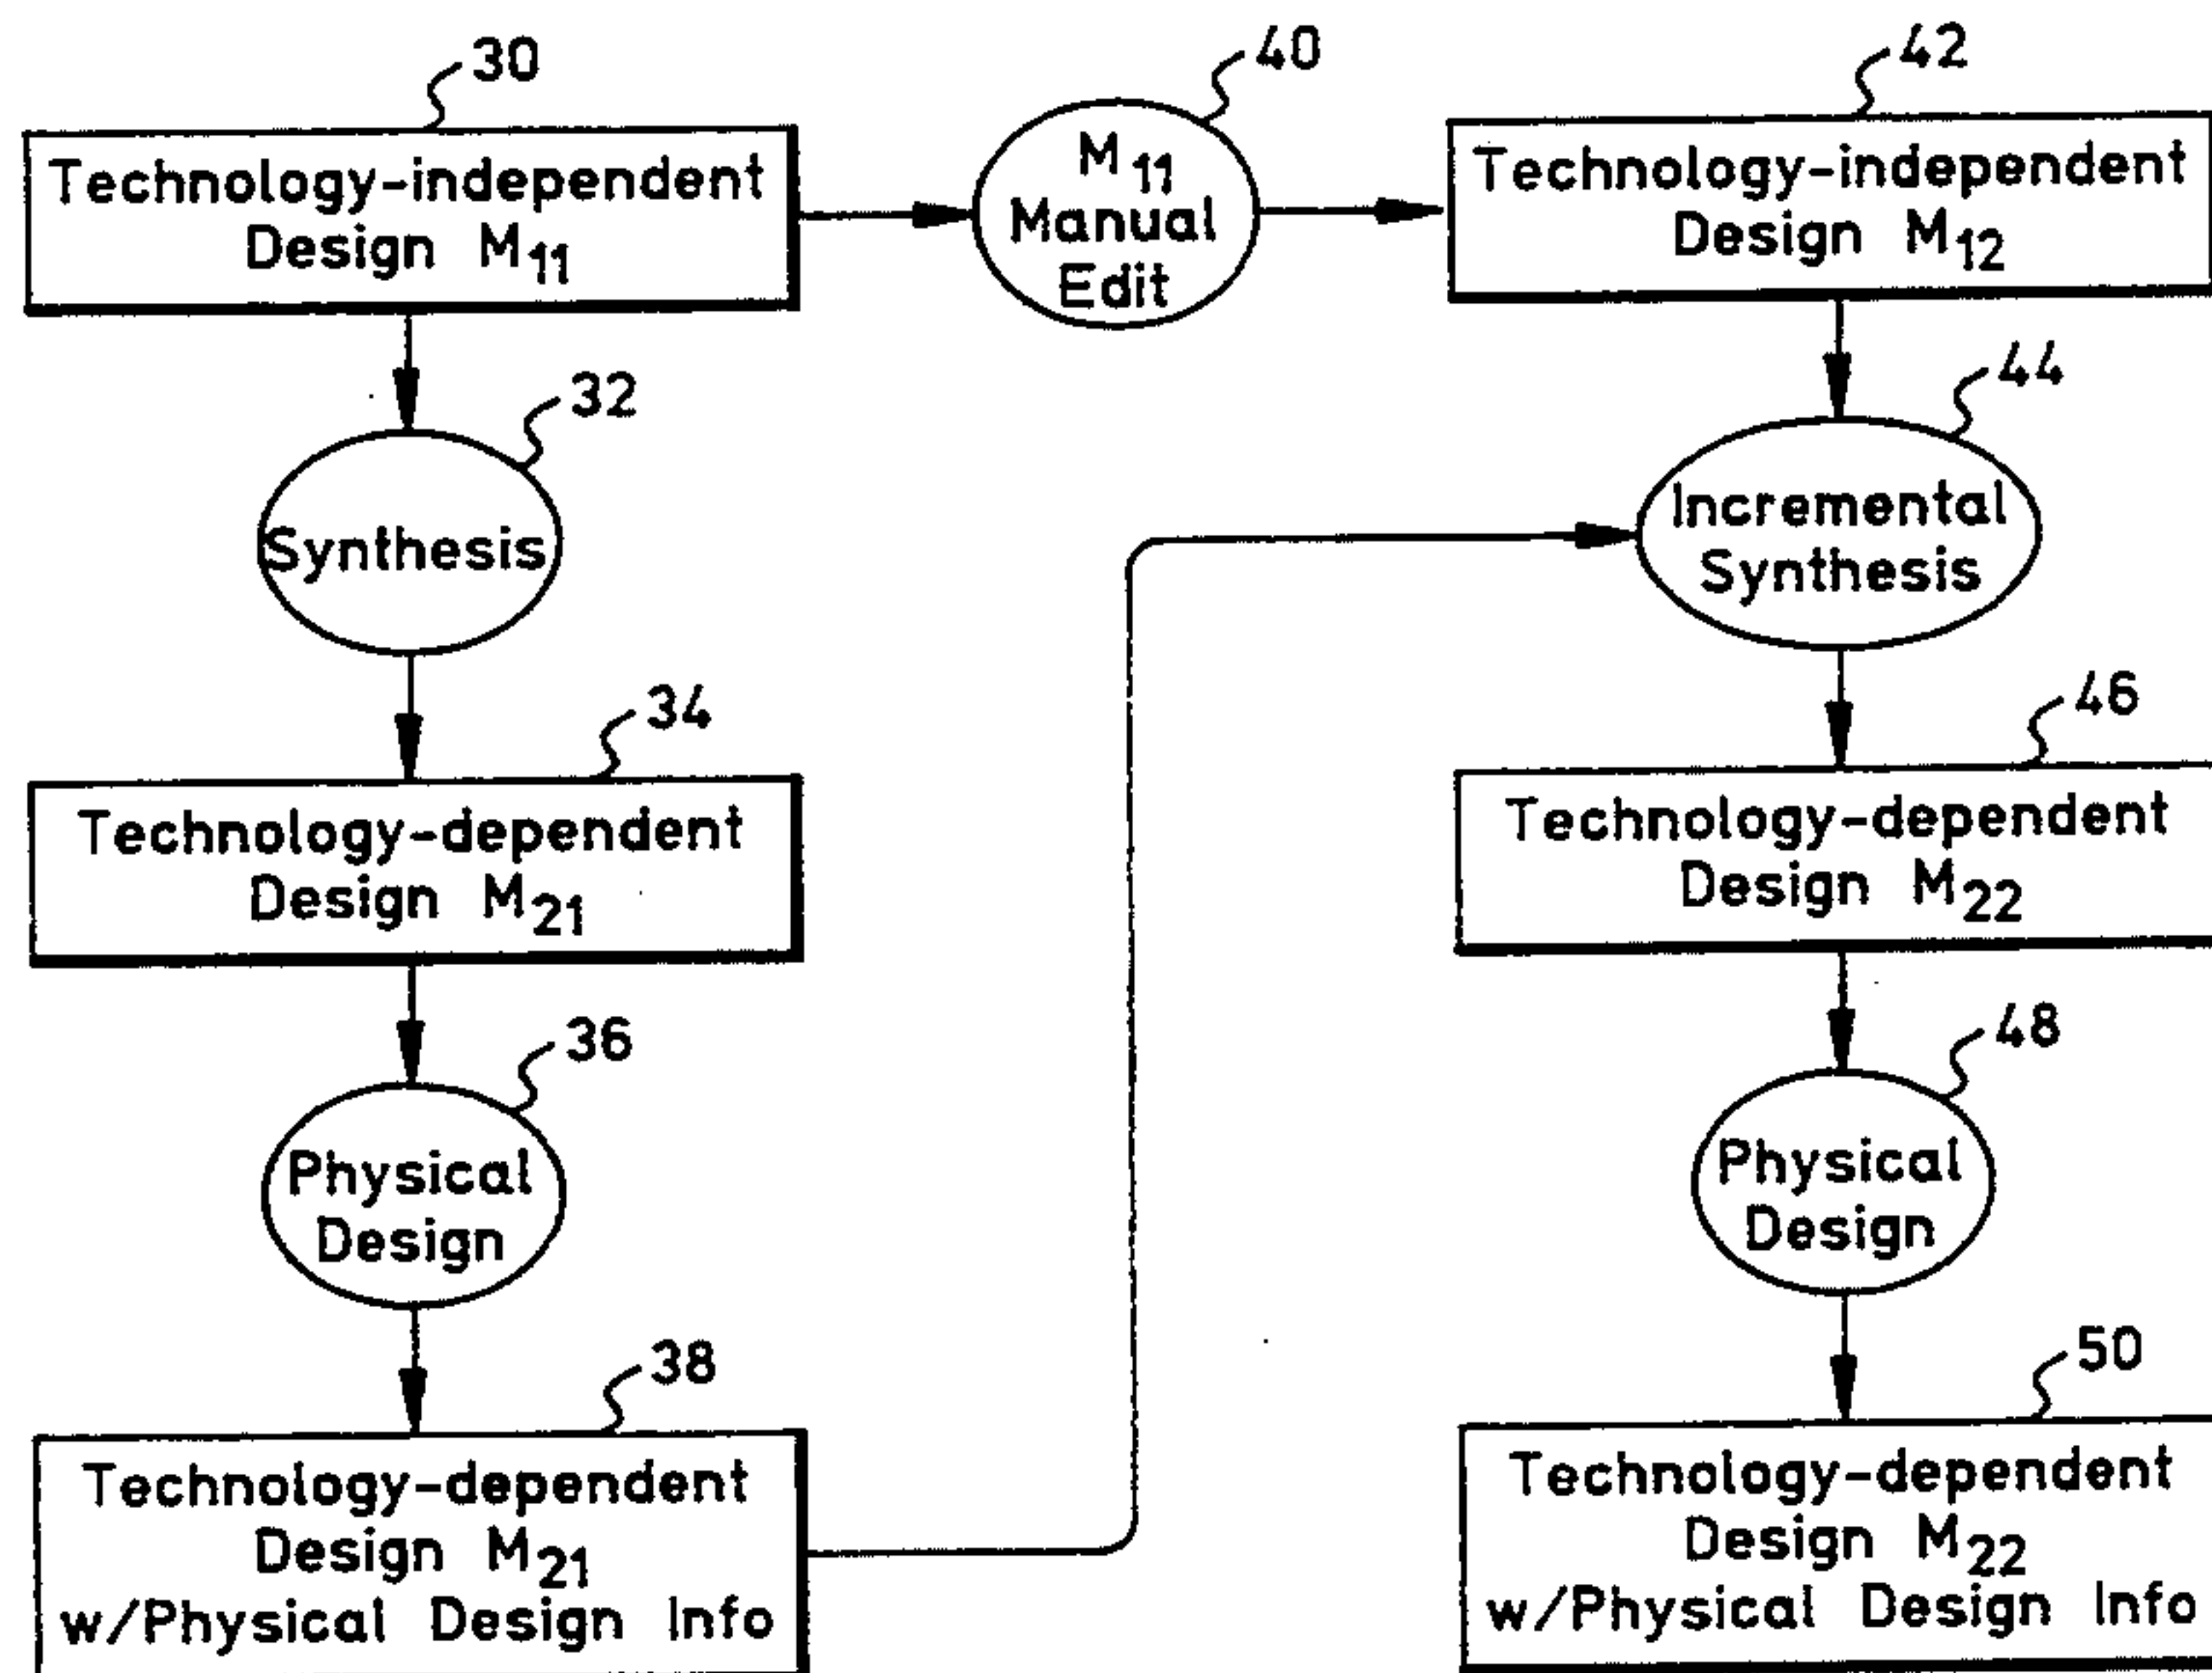 30
Technology-independent
Design M11
40
M11
Manual
Edit
42
Technology-independent
Design M12
32
Synthesis
44
Incremental
Synthesis
34
Technology-dependent
Design M21
46
Technology-dependent
Design M22
36
Physical
Design
48
Physical
Design
38
Technology-dependent
Design M21
w/Physical Design Info
50
Technology-dependent
Design M22
w/Physical Design Info